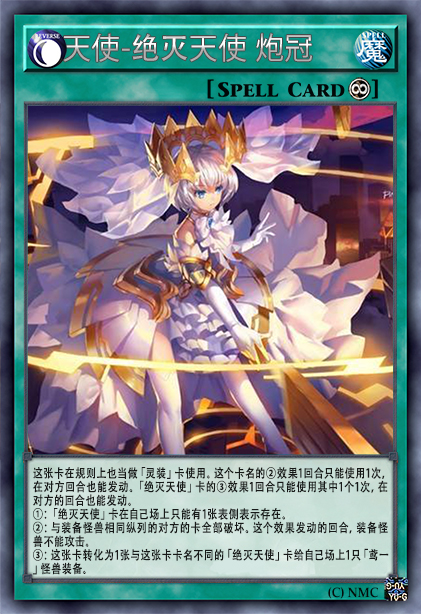 REVERSE
天使-绝灭天使 炮冠
SPELL
魔
[SPELL CARD]
这张卡在规则上也当做「灵装」卡使用。这个卡名的②效果1回合只能使用1次,
在对方回合也能发动。「绝灭天使」卡的③效果1回合只能使用其中1个1次, 在
对方的回合也能发动。
①: 「绝灭天使」卡在自己场上只能有1张表侧表示存在。
②: 与装备怪兽相同纵列的对方的卡全部破坏。这个效果发动的回合, 装备怪
兽不能攻击。
③: 这张卡转化为1张与这张卡卡名不同的「绝灭天使」卡给自己场上1只「鸢一
」怪兽装备。
(C) NMC